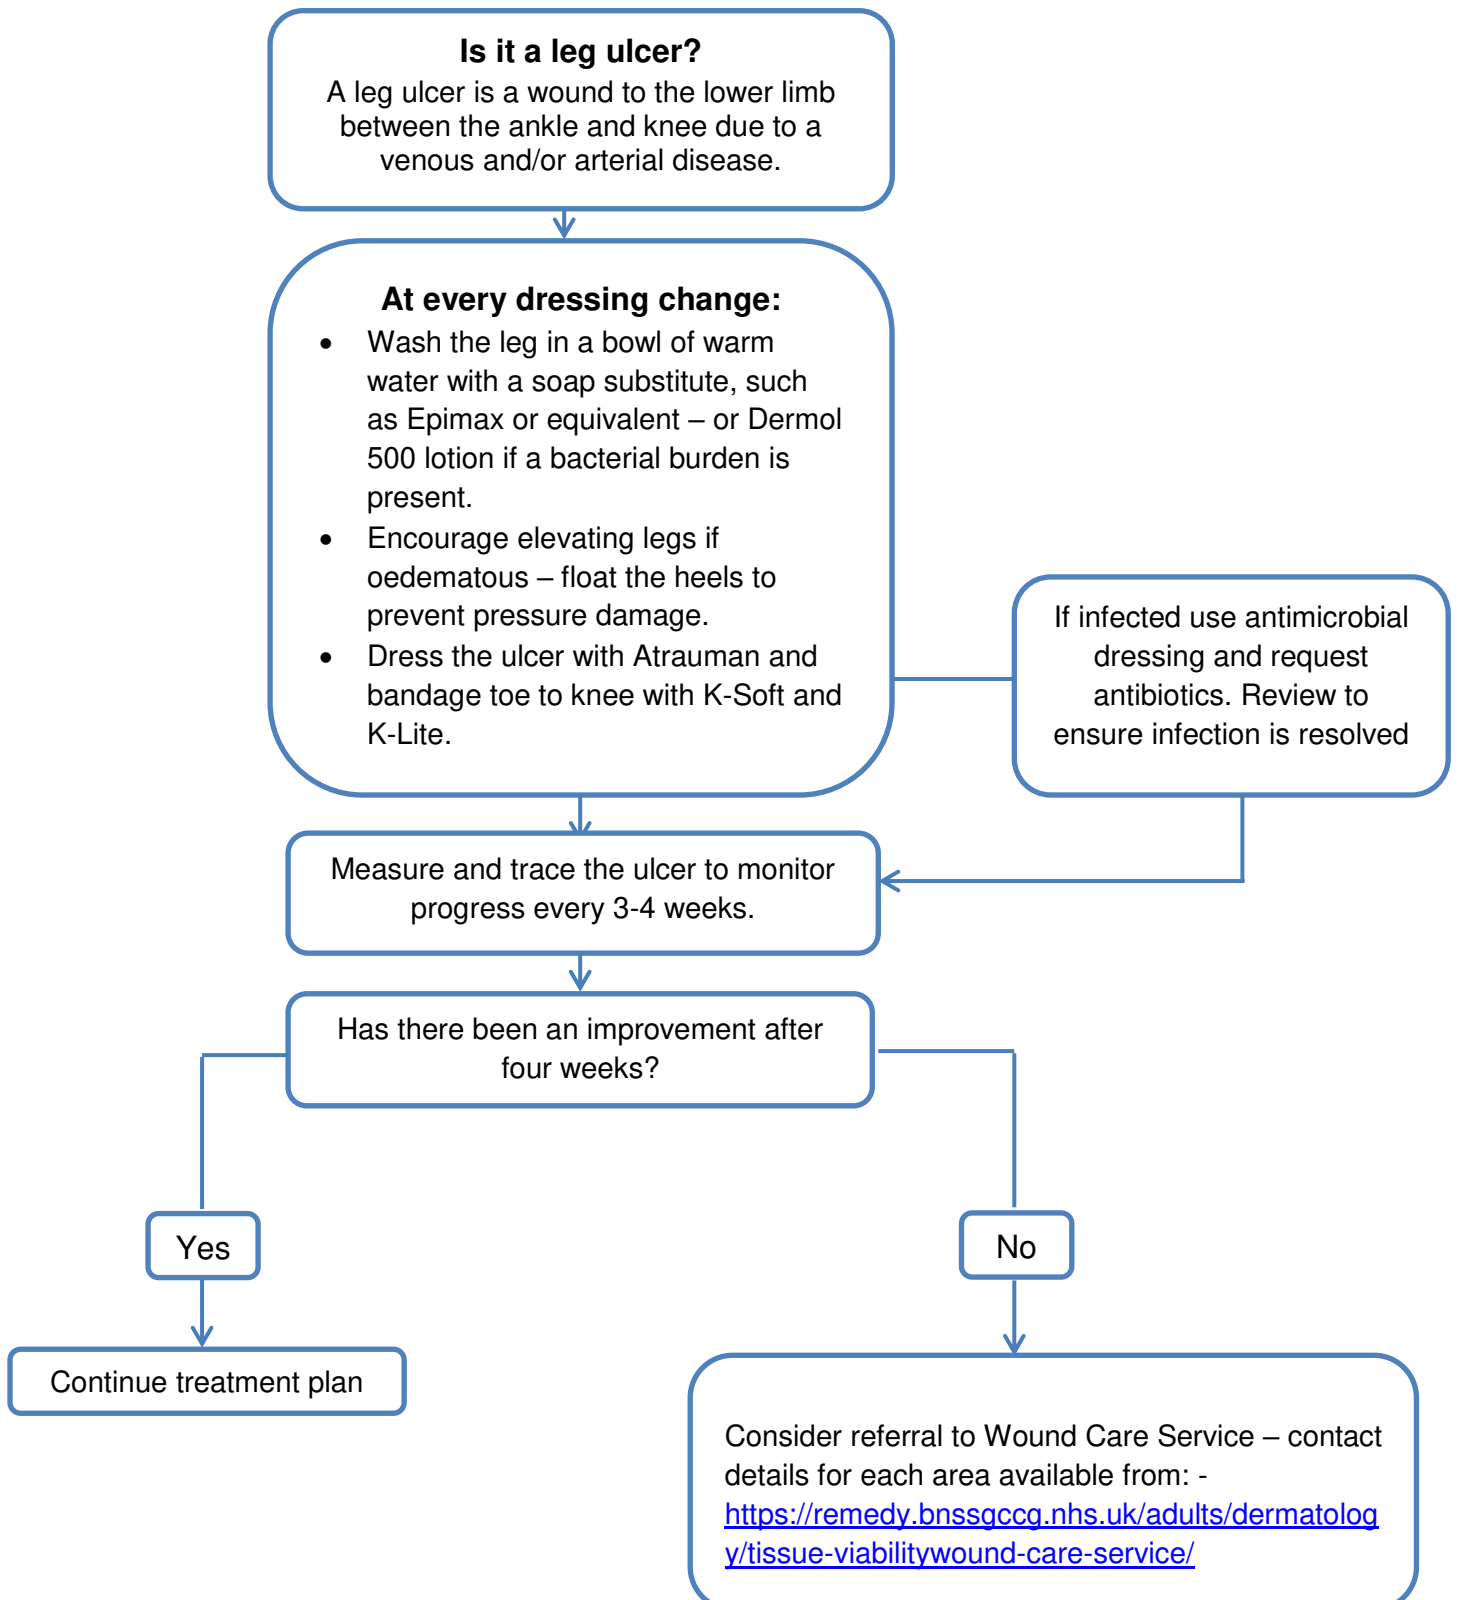 Is it a leg ulcer?
A leg ulcer is a wound to the lower limb
between the ankle and knee due to a
venous and/or arterial disease.
At every dressing change:
• Wash the leg in a bowl of warm
water with a soap substitute, such
as Epimax or equivalent – or Dermol
500 lotion if a bacterial burden is
present.
• Encourage elevating legs if
oedematous – float the heels to
prevent pressure damage.
• Dress the ulcer with Atrauman and
bandage toe to knee with K-Soft and
K-Lite.
If infected use antimicrobial
dressing and request
antibiotics. Review to
ensure infection is resolved
Measure and trace the ulcer to monitor
progress every 3-4 weeks.
Has there been an improvement after
four weeks?
Yes
No
Continue treatment plan
Consider referral to Wound Care Service – contact
details for each area available from: -
https://remedy.bnssgccg.nhs.uk/adults/dermatolog
y/tissue-viabilitywound-care-service/